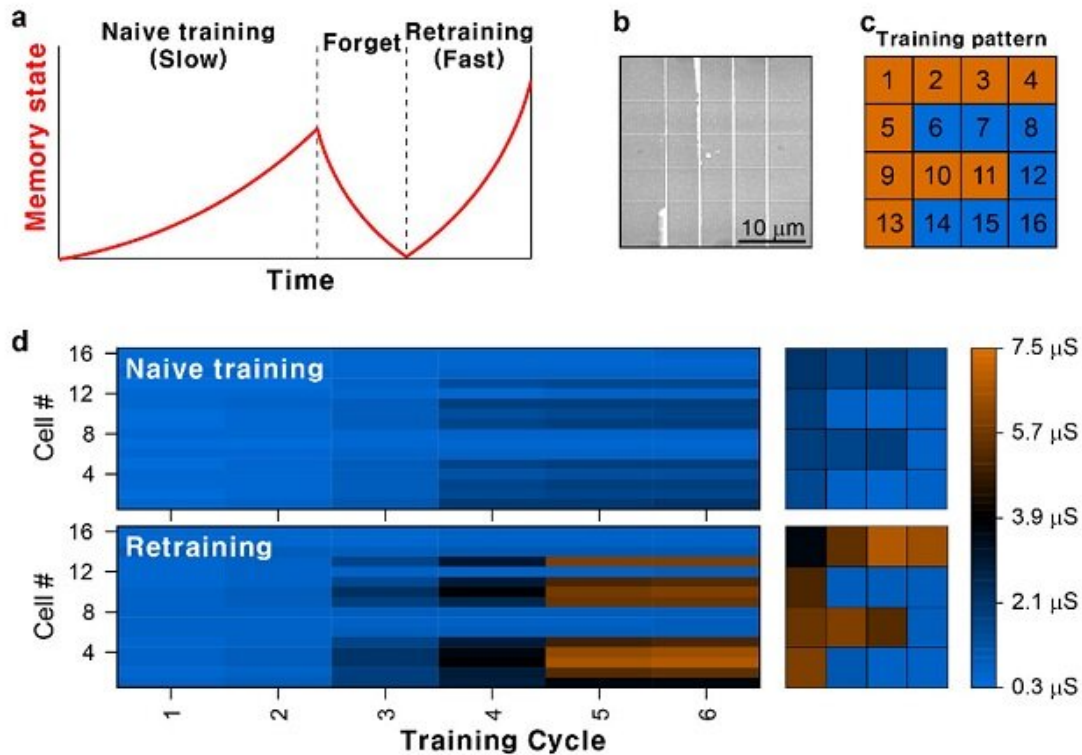 a
Naive training
(Slow)
Forget
Retraining
(Fast)
Memory state
Time
b
10 μm
c
Training pattern
1 2 3 4
5 6 7 8
9 10 11 12
13 14 15 16
d
Naive training
Cell #
16
12
8
4
Retraining
Cell #
16
12
8
4
1 2 3 4 5 6
Training Cycle
7.5 μS
5.7 μS
3.9 μS
2.1 μS
0.3 μS